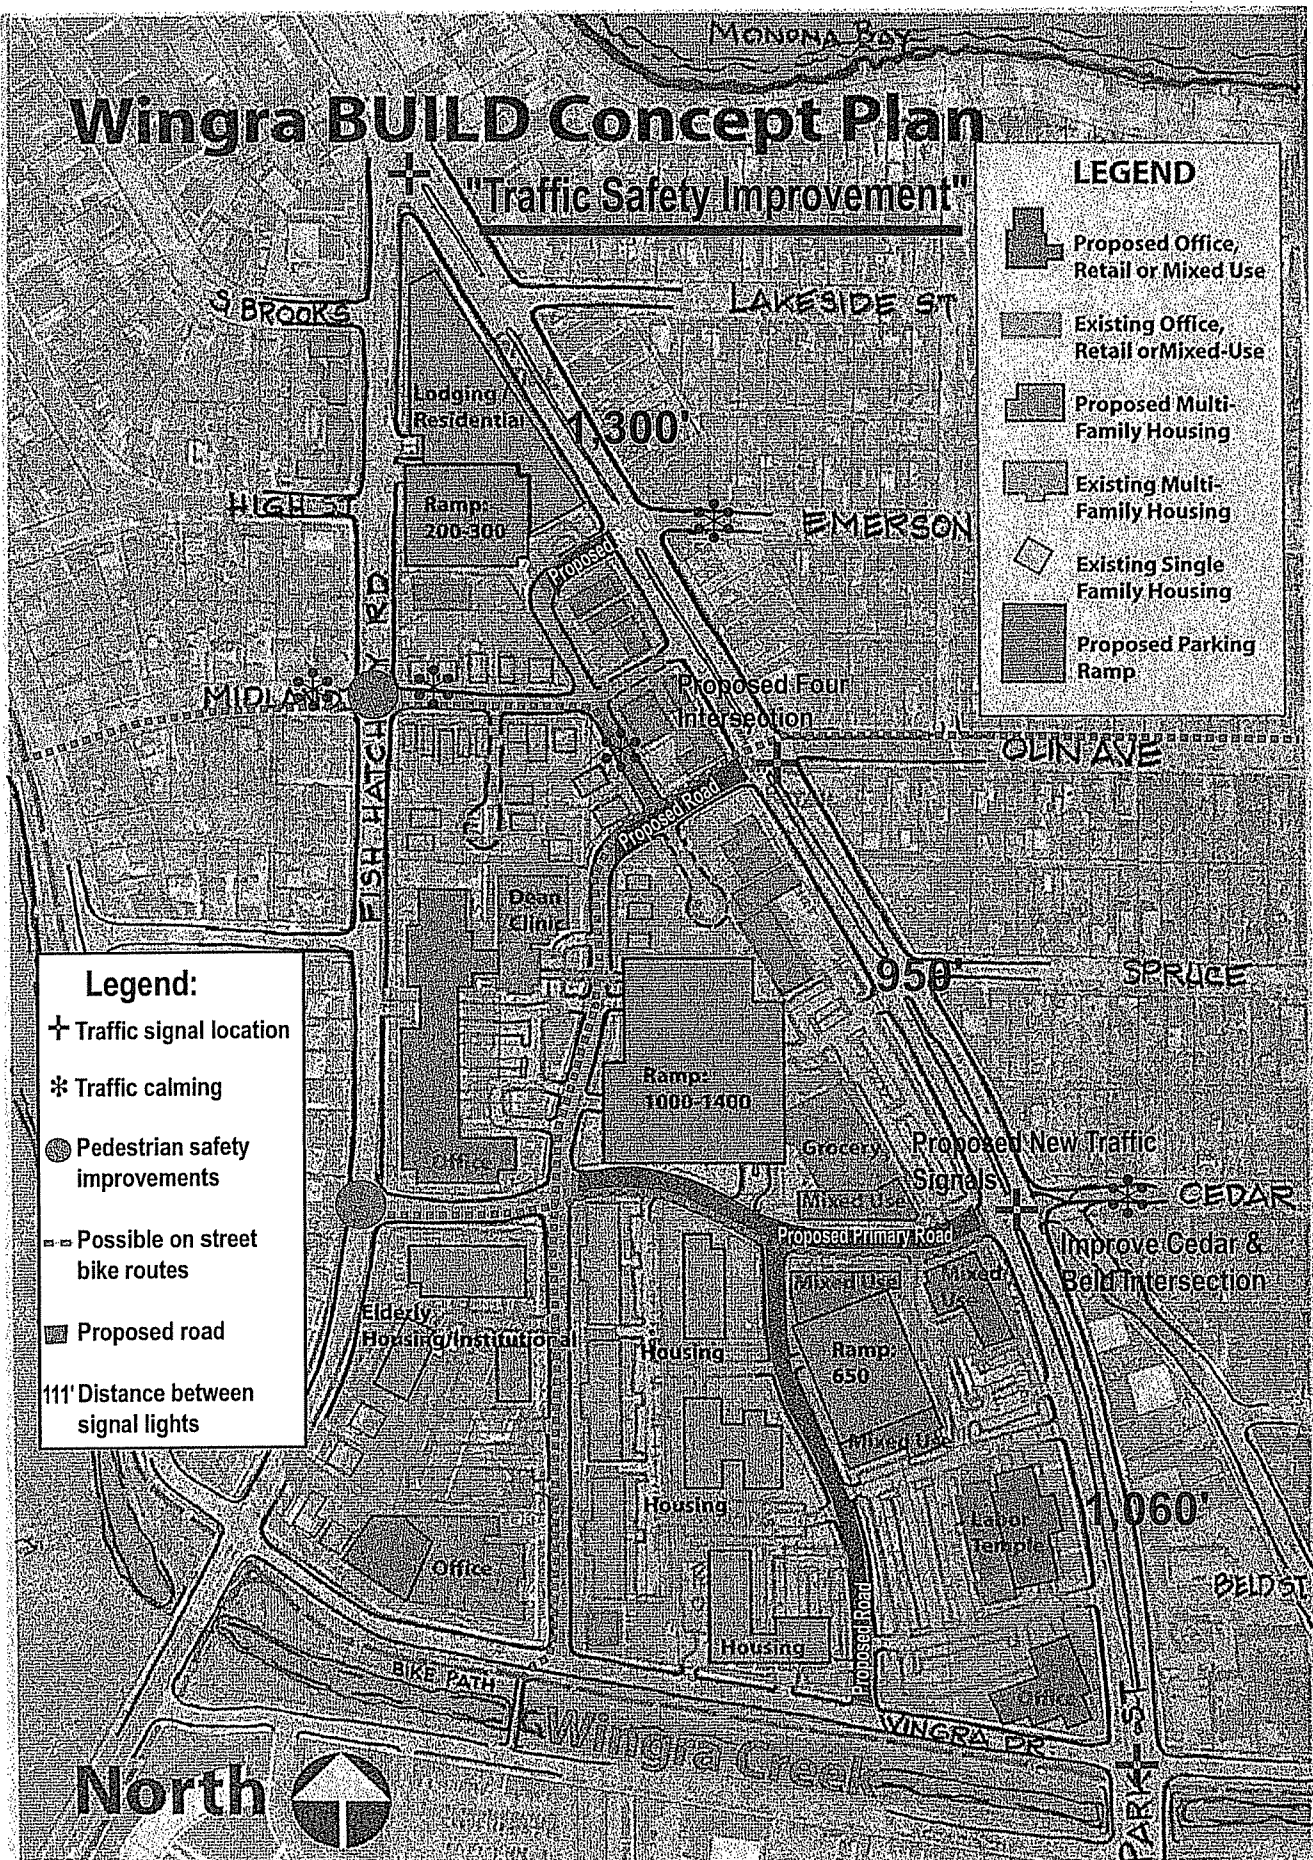 MONONA BAY
Wingra BUILD Concept Plan
"Traffic Safety Improvement"
LEGEND
Proposed Office,
Retail or Mixed Use
Existing Office,
Retail orMixed-Use
Proposed Multi-
Family Housing
Existing Multi-
Family Housing
Existing Single
Family Housing
Proposed Parking
Ramp
S BROOKS
LAKESIDE ST
Lodging /
Residential
1,300'
HIGH ST
Ramp:
200-300
EMERSON
Proposed
FISH HATCHY RD
MIDLAND
Proposed Four
Intersection
OLIN AVE
Proposed Road
Dean
Clinic
950'
SPRUCE
Legend:
Traffic signal location
Traffic calming
Pedestrian safety
improvements
Possible on street
bike routes
Proposed road
111' Distance between
signal lights
Ramp:
1000-1400
Office
Grocery,
Mixed Use
Proposed New Traffic
Signals
CEDAR
Proposed Primary Road
Improve Cedar &
Beld Intersection
Mixed Use
Mixed
Use
Elderly,
Housing/Institutional
Housing
Ramp:
650
Mixed Use
Housing
1,060'
Labor
Temple
Office
BELD ST
Housing
Proposed Road
BIKE PATH
Office
Wingra Creek
WINGRA DR.
PARK ST
North